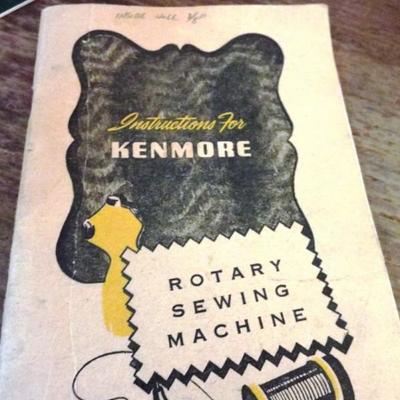 Instructions For
KENMORE
ROTARY
SEWING
MACHINE